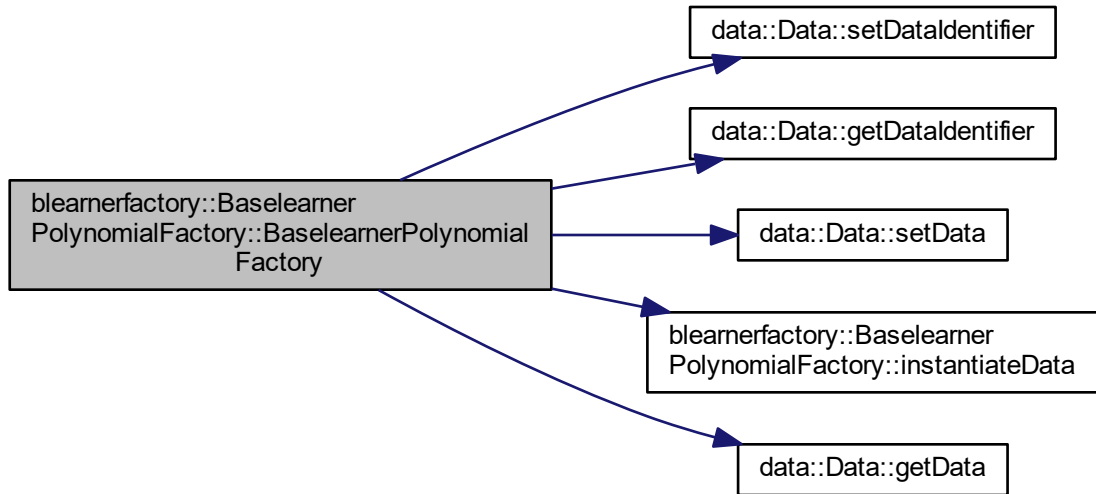 data::Data::setDataIdentifier
data::Data::getDataIdentifier
blearnerfactory::Baselearner
PolynomialFactory::BaselearnerPolynomial
Factory
data::Data::setData
blearnerfactory::Baselearner
PolynomialFactory::instantiateData
data::Data::getData